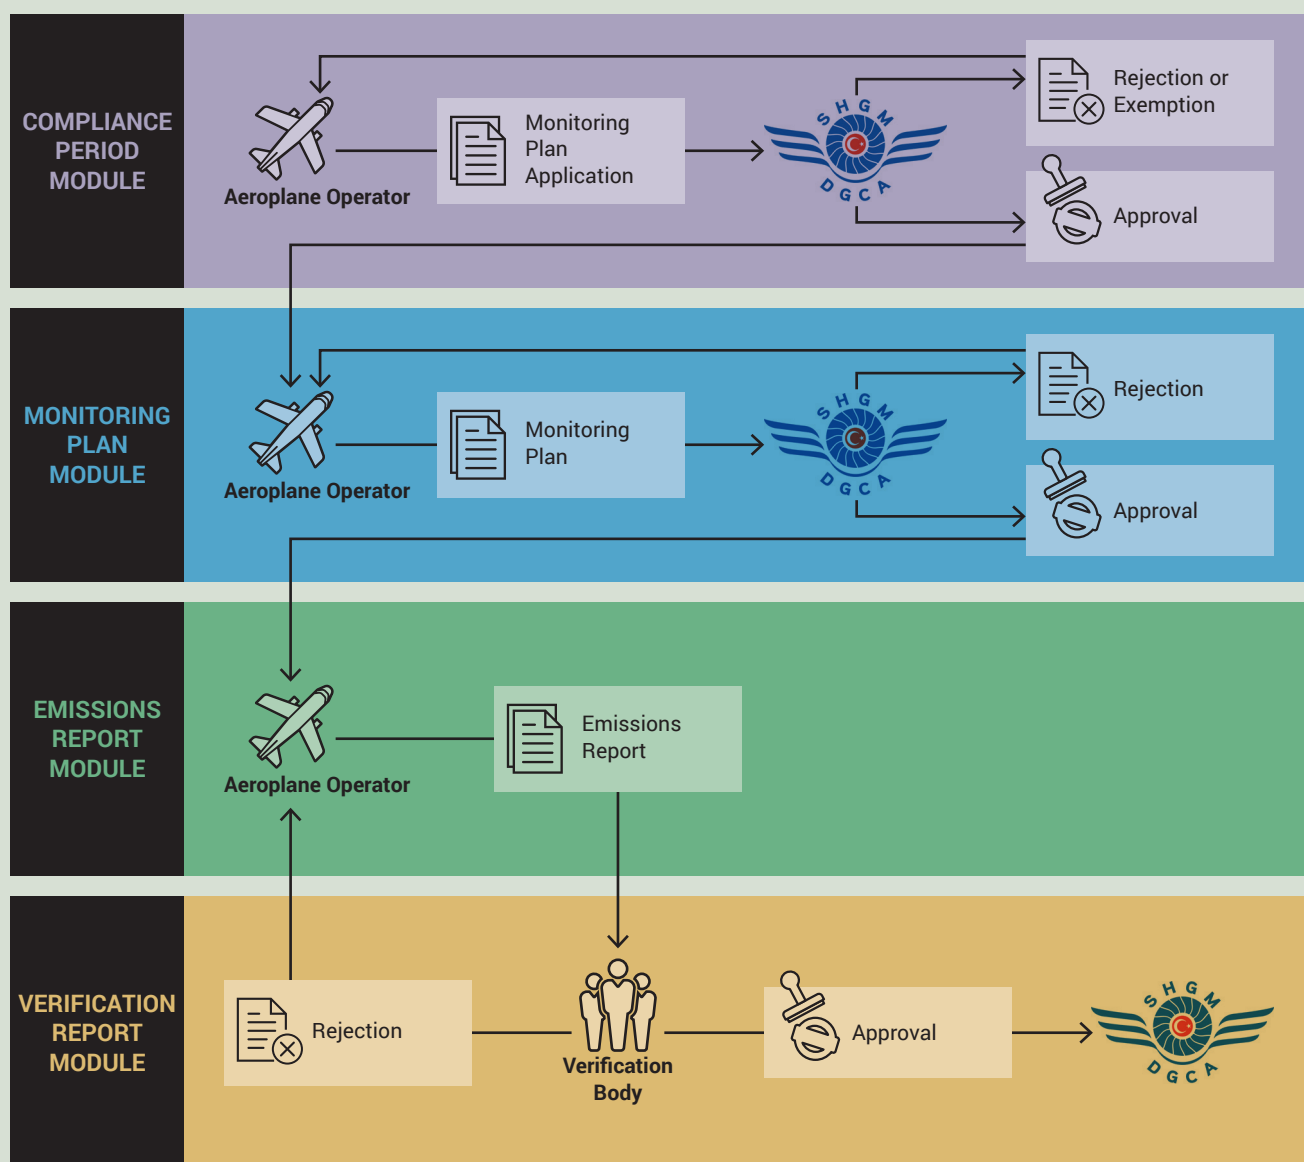 COMPLIANCE
PERIOD
MODULE
Aeroplane Operator
Monitoring
Plan
Application
SHGM
DGCA
Rejection or
Exemption
Approval
MONITORING
PLAN
MODULE
Aeroplane Operator
Monitoring
Plan
SHGM
DGCA
Rejection
Approval
EMISSIONS
REPORT
MODULE
Aeroplane Operator
Emissions
Report
VERIFICATION
REPORT
MODULE
Rejection
Verification
Body
Approval
SHGM
DGCA